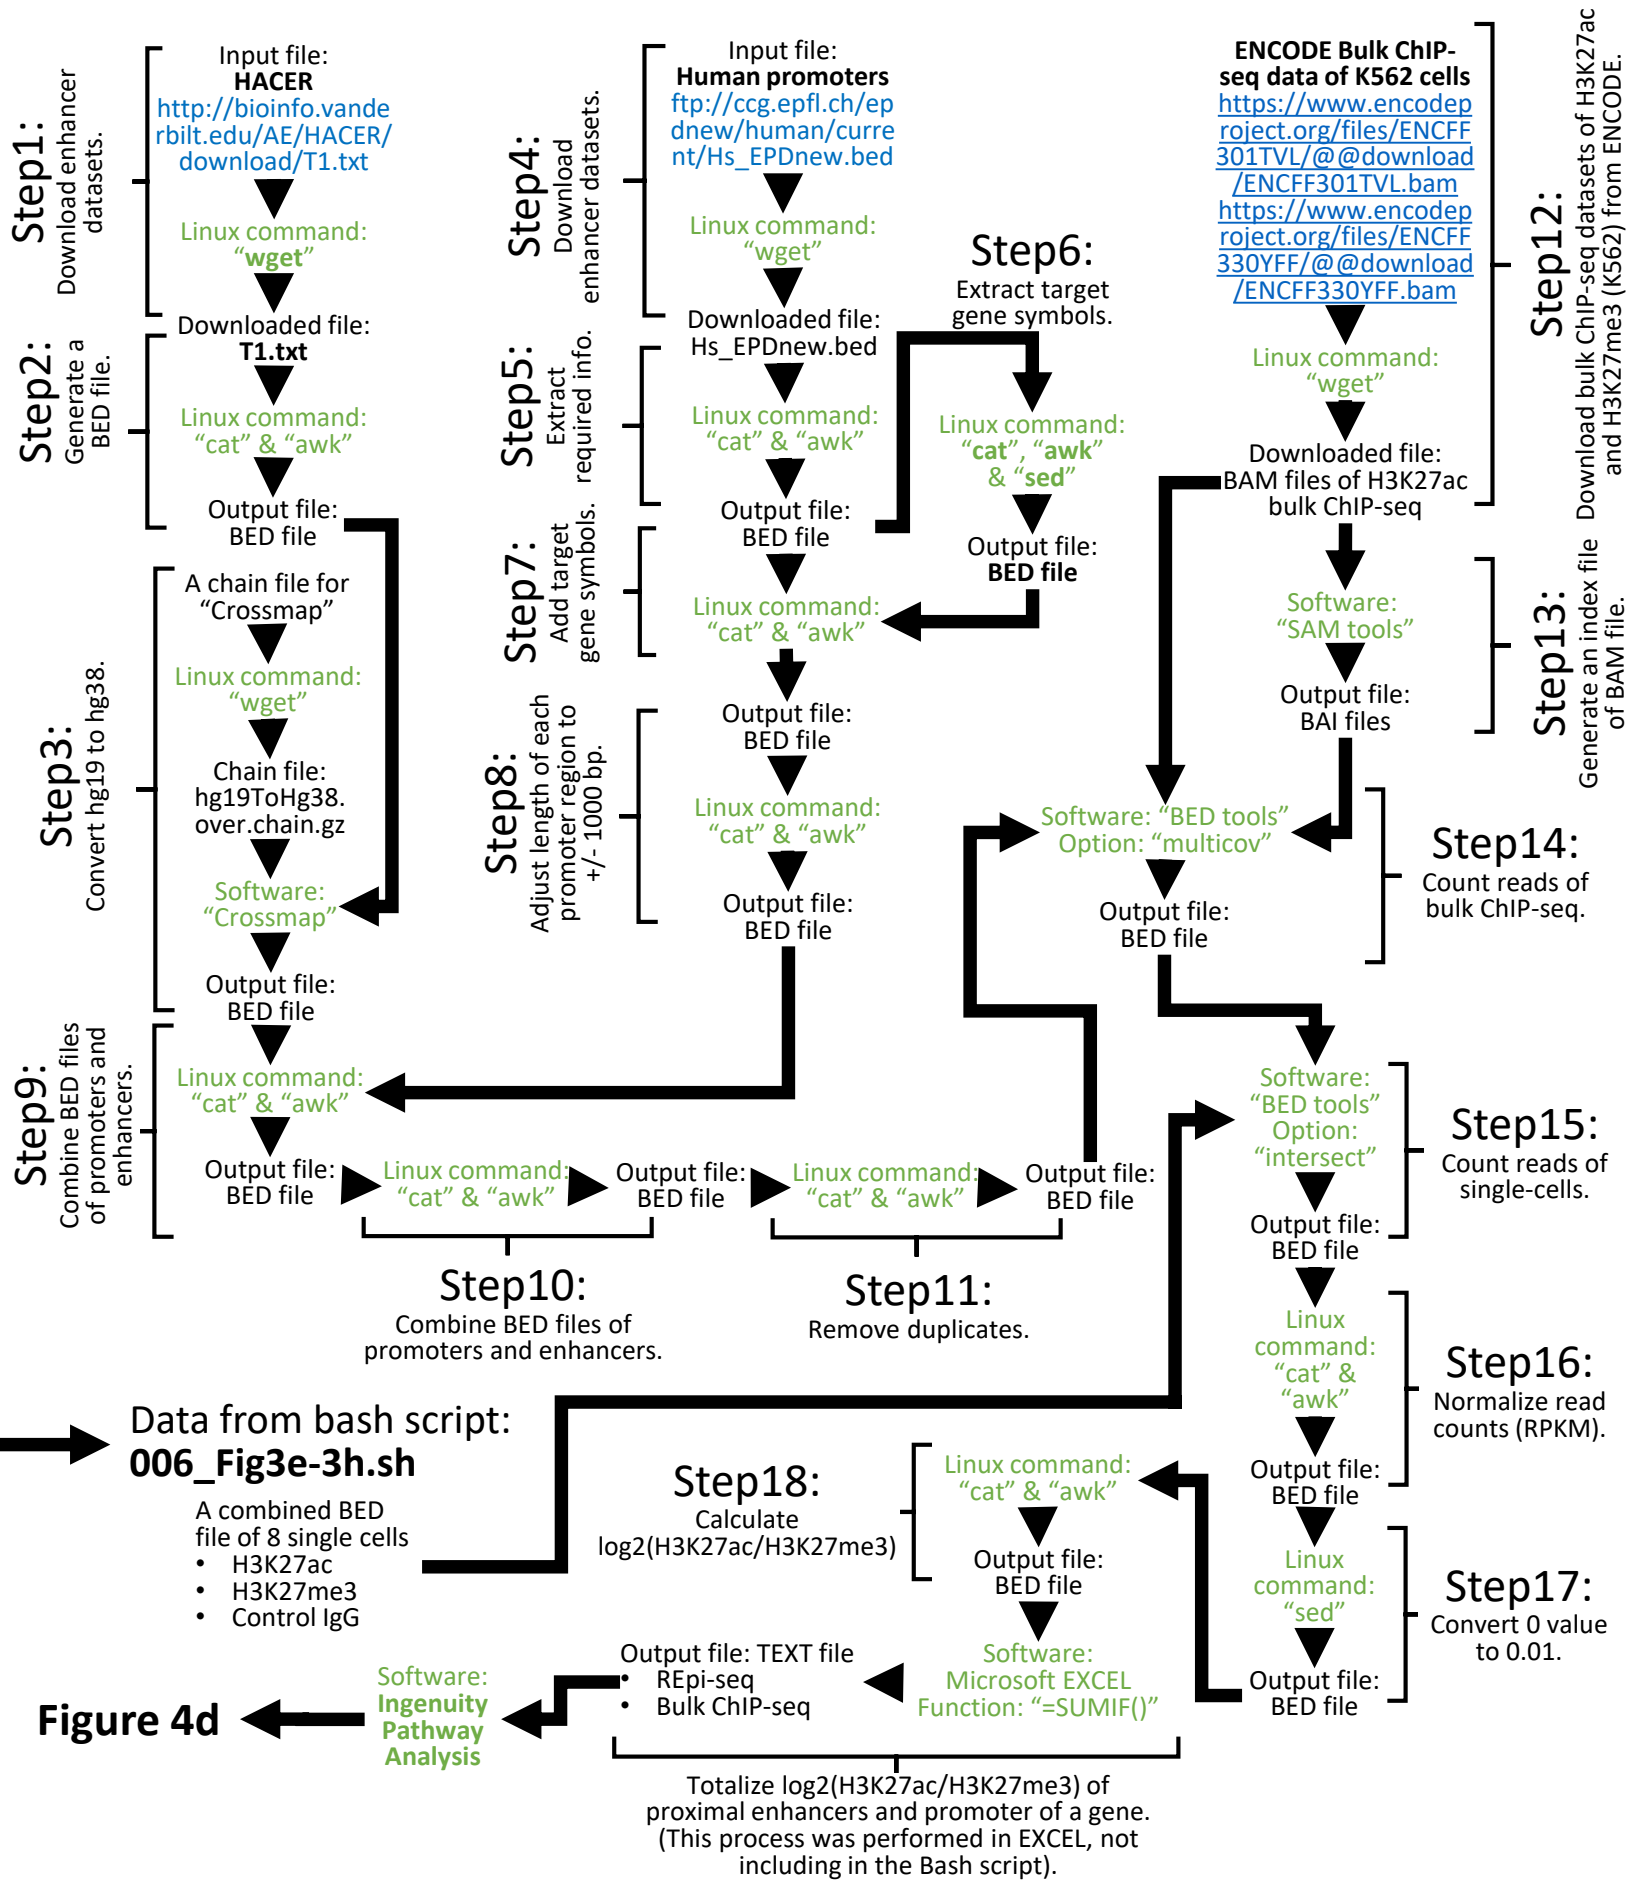 Step1:
Download enhancer
datasets.
Input file:
HACER
http://bioinfo.vande
rbilt.edu/AE/HACER/
download/T1.txt
Linux command:
“wget”
Step2:
Generate a
BED file.
Downloaded file:
T1.txt
Linux command:
“cat” & “awk”
Output file:
BED file
Step3:
Convert hg19 to hg38.
A chain file for
“Crossmap”
Linux command:
“wget”
Chain file:
hg19ToHg38.
over.chain.gz
Software:
“Crossmap”
Output file:
BED file
Step4:
Download
enhancer datasets.
Input file:
Human promoters
ftp://ccg.epfl.ch/ep
dnew/human/curre
nt/Hs_EPDnew.bed
Linux command:
“wget”
Downloaded file:
Hs_EPDnew.bed
Step5:
Extract
required info.
Linux command:
“cat” & “awk”
Output file:
BED file
Step6:
Extract target
gene symbols.
Linux command:
“cat”, “awk”
& “sed”
Output file:
BED file
Step7:
Add target
gene symbols.
Linux command:
“cat” & “awk”
Output file:
BED file
Step8:
Adjust length of each
promoter region to
+/- 1000 bp.
Linux command:
“cat” & “awk”
Output file:
BED file
Step9:
Combine BED files
of promoters and
enhancers.
Linux command:
“cat” & “awk”
Output file:
BED file
Linux command:
“cat” & “awk”
Output file:
BED file
Step10:
Combine BED files of
promoters and enhancers.
Linux command:
“cat” & “awk”
Output file:
BED file
Step11:
Remove duplicates.
ENCODE Bulk ChIP-
seq data of K562 cells
https://www.encodep
roject.org/files/ENCFF
301TVL/@@download
/ENCFF301TVL.bam
https://www.encodep
roject.org/files/ENCFF
330YFF/@@download
/ENCFF330YFF.bam
Linux command:
“wget”
Downloaded file:
BAM files of H3K27ac
bulk ChIP-seq
Step12:
Download bulk ChIP-seq datasets of H3K27ac
and H3K27me3 (K562) from ENCODE.
Software:
“SAM tools”
Output file:
BAI files
Step13:
Generate an index file
of BAM file.
Software: “BED tools”
Option: “multicov”
Output file:
BED file
Step14:
Count reads of
bulk ChIP-seq.
Software:
“BED tools”
Option:
“intersect”
Output file:
BED file
Step15:
Count reads of
single-cells.
Linux
command:
“cat” &
“awk”
Output file:
BED file
Step16:
Normalize read
counts (RPKM).
Linux
command:
“sed”
Output file:
BED file
Step17:
Convert 0 value
to 0.01.
Data from bash script:
006_Fig3e-3h.sh
A combined BED
file of 8 single cells
• H3K27ac
• H3K27me3
• Control IgG
Step18:
Calculate
log2(H3K27ac/H3K27me3)
Linux command:
“cat” & “awk”
Output file:
BED file
Software:
Microsoft EXCEL
Function: “=SUMIF()”
Output file: TEXT file
• REpi-seq
• Bulk ChIP-seq
Totalize log2(H3K27ac/H3K27me3) of
proximal enhancers and promoter of a gene.
(This process was performed in EXCEL, not
including in the Bash script).
Software:
Ingenuity
Pathway
Analysis
Figure 4d